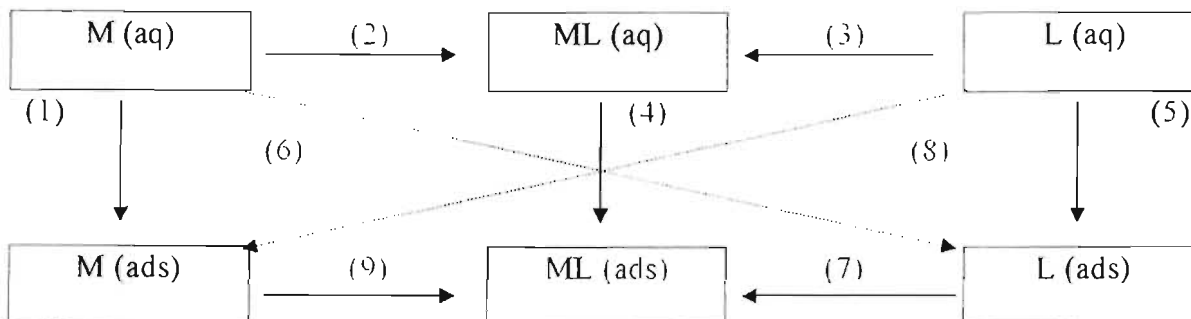 M (aq) (2) ML (aq) (3) L (aq)
(1) (4) (5)
(6) (8)
M (ads) (9) ML (ads) (7) L (ads)